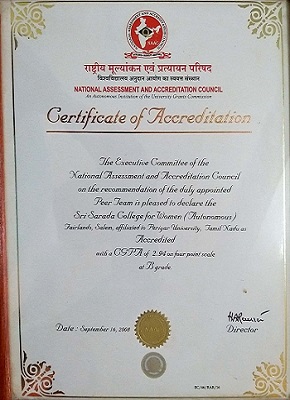 राष्ट्रीय मूल्यांकन एवं प्रत्यायन परिषद
विश्वविद्यालय अनुदान आयोग का स्वायत्त संस्थान
NATIONAL ASSESSMENT AND ACCREDITATION COUNCIL
An Autonomous Institution of the University Grants Commission
Certificate of Accreditation
The Executive Committee of the
National Assessment and Accreditation Council
on the recommendation of the duly appointed
Peer Team is pleased to declare the
Sri Sarada College for Women (Autonomous)
Fairlands, Salem, affiliated to Periyar University, Tamil Nadu as
Accredited
with a CGPA of 2.94 on four point scale
at B grade
Date : September 16, 2008
Director